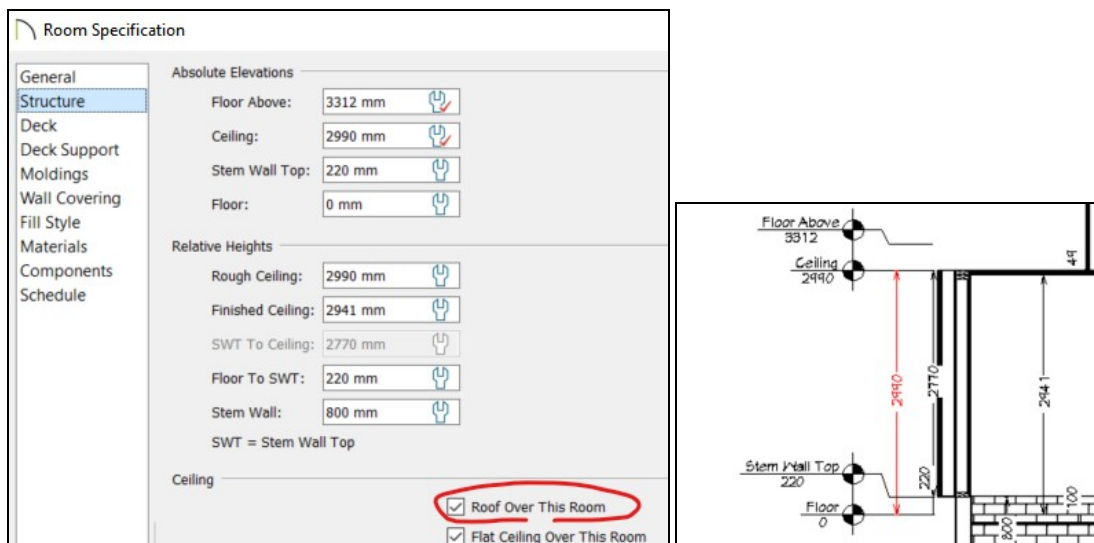 Room Specification
General
Structure
Deck
Deck Support
Moldings
Wall Covering
Fill Style
Materials
Components
Schedule
Absolute Elevations
Floor Above: 3312 mm
Ceiling: 2990 mm
Stem Wall Top: 220 mm
Floor: 0 mm
Relative Heights
Rough Ceiling: 2990 mm
Finished Ceiling: 2941 mm
SWT To Ceiling: 2770 mm
Floor To SWT: 220 mm
Stem Wall: 800 mm
SWT = Stem Wall Top
Ceiling
Roof Over This Room
Flat Ceiling Over This Room
Floor Above
3312
Ceiling
2990
49
2990
2770
2941
Stem Wall Top
220
220
Floor
0
800
100